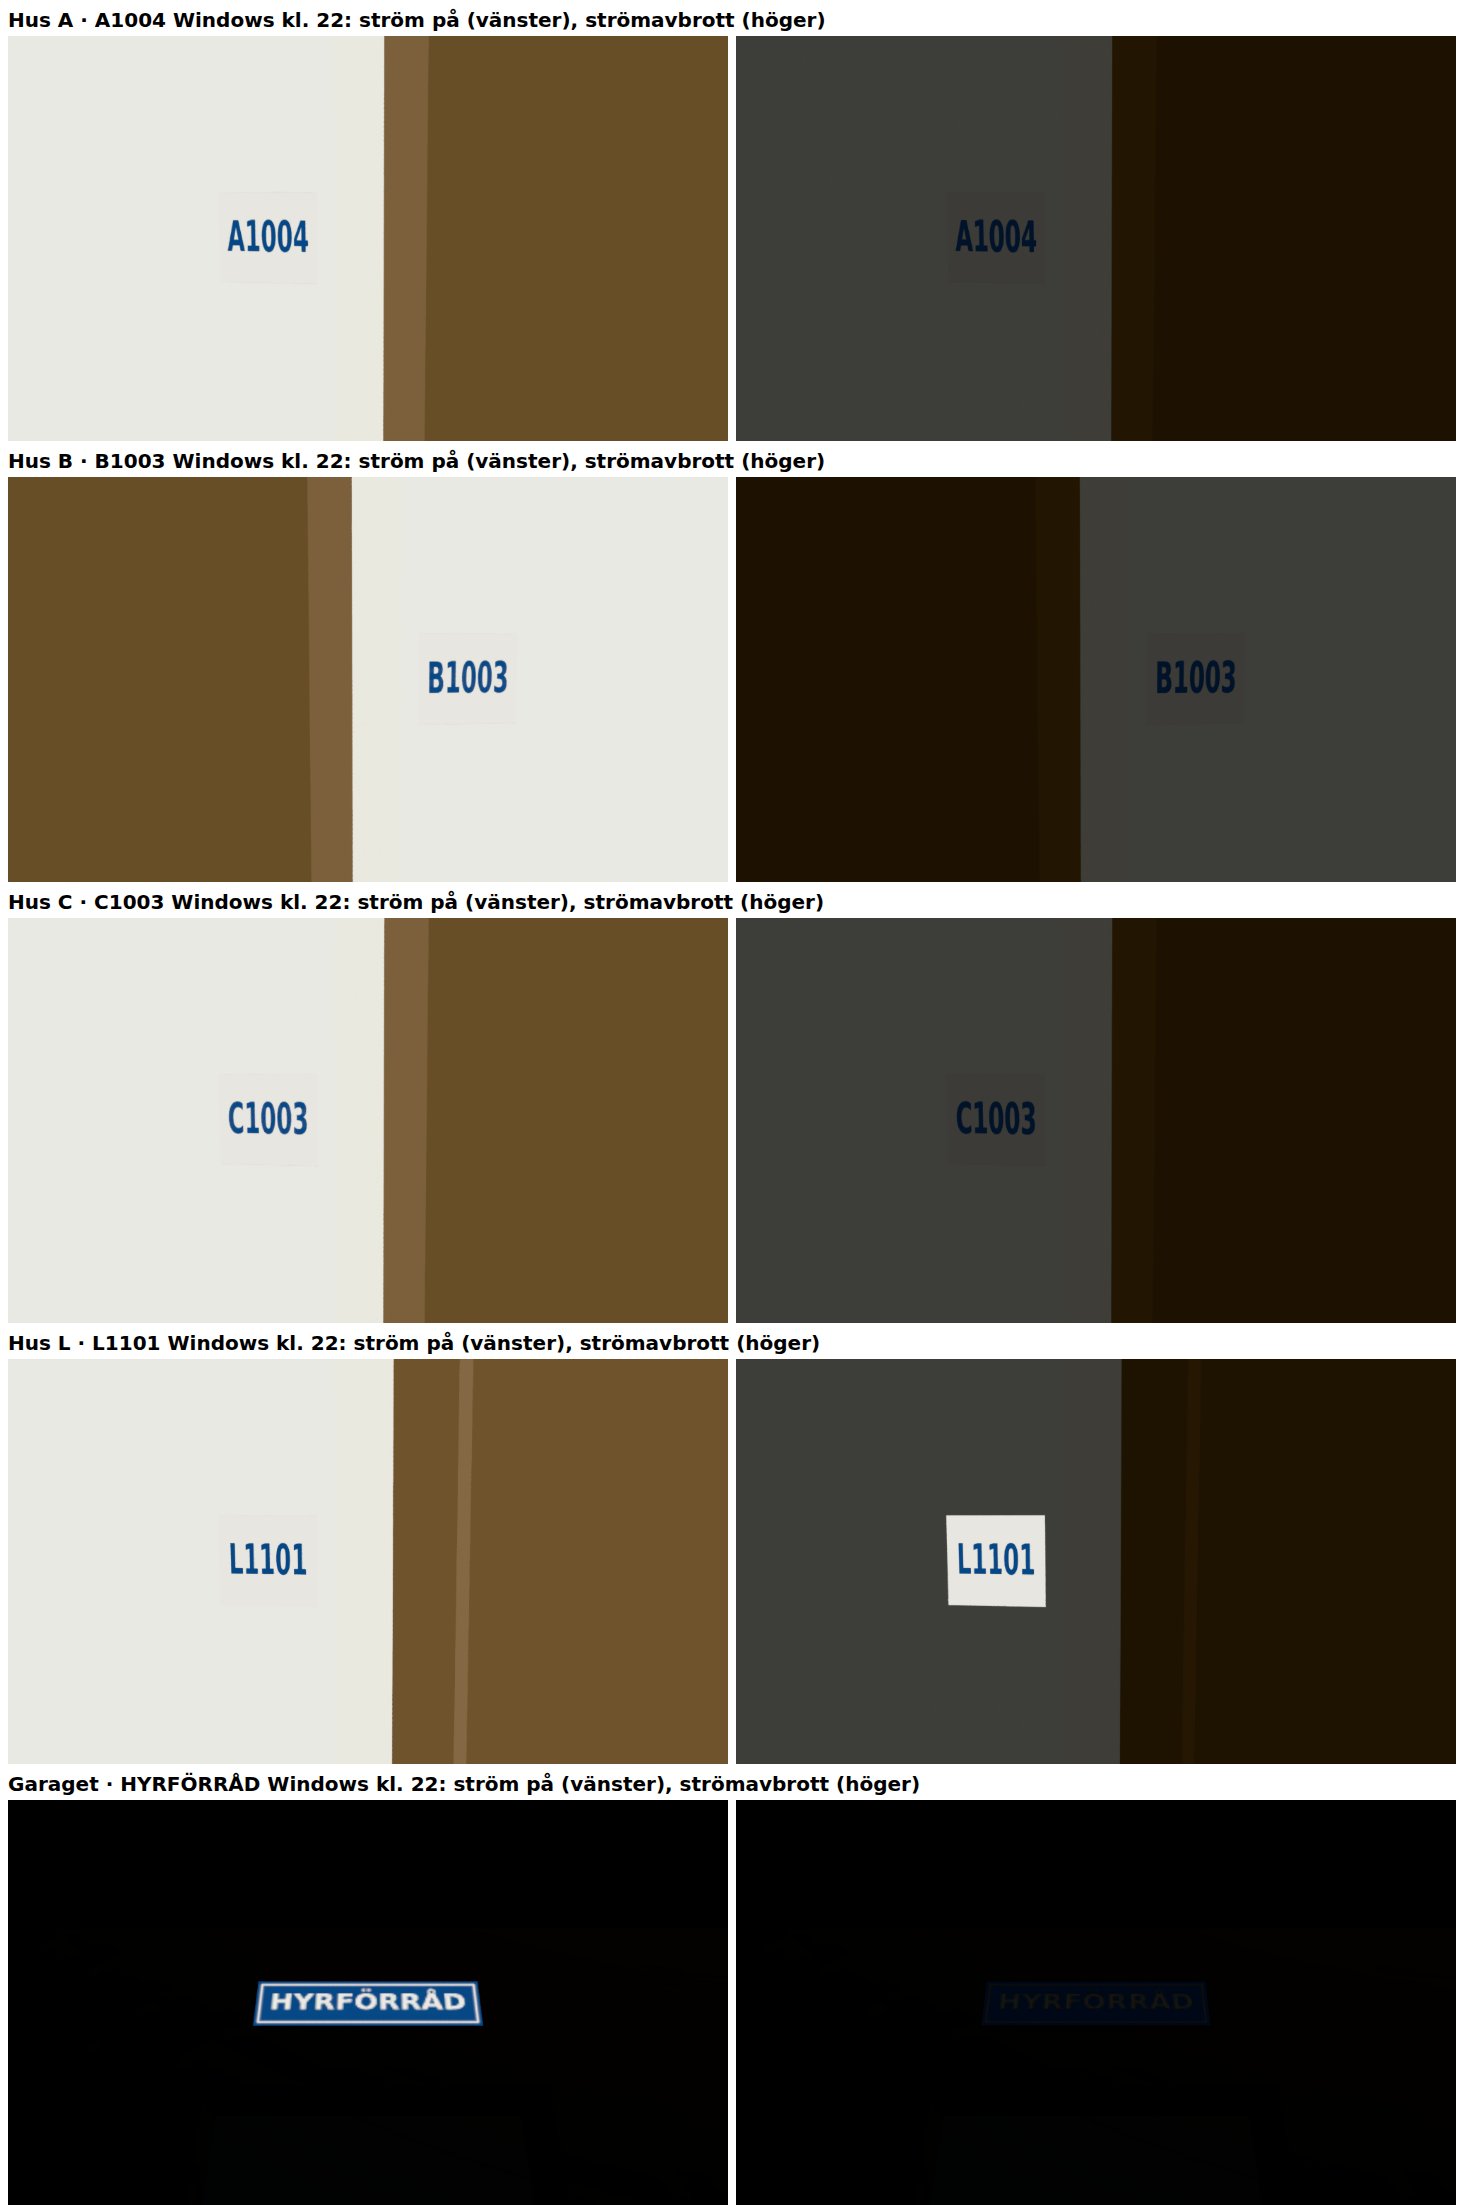 Hus A · A1004 Windows kl. 22: ström på (vänster), strömavbrott (höger)
A1004 A1004
Hus B · B1003 Windows kl. 22: ström på (vänster), strömavbrott (höger)
B1003 B1003
Hus C · C1003 Windows kl. 22: ström på (vänster), strömavbrott (höger)
C1003 C1003
Hus L · L1101 Windows kl. 22: ström på (vänster), strömavbrott (höger)
L1101 L1101
Garaget · HYRFÖRRÅD Windows kl. 22: ström på (vänster), strömavbrott (höger)
HYRFÖRRÅD HYRFÖRRÅD